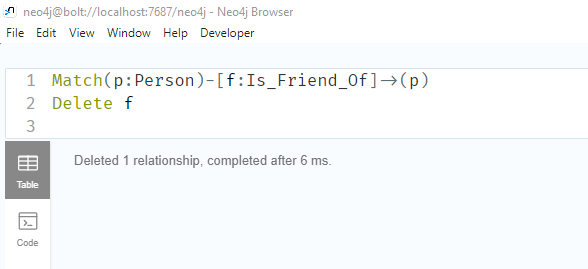 neo4j@bolt://localhost:7687/neo4j - Neo4j Browser
File Edit View Window Help Developer
1 Match(p:Person)-[f:Is_Friend_Of]->(p)
2 Delete f
3
Deleted 1 relationship, completed after 6 ms.
Table
Code